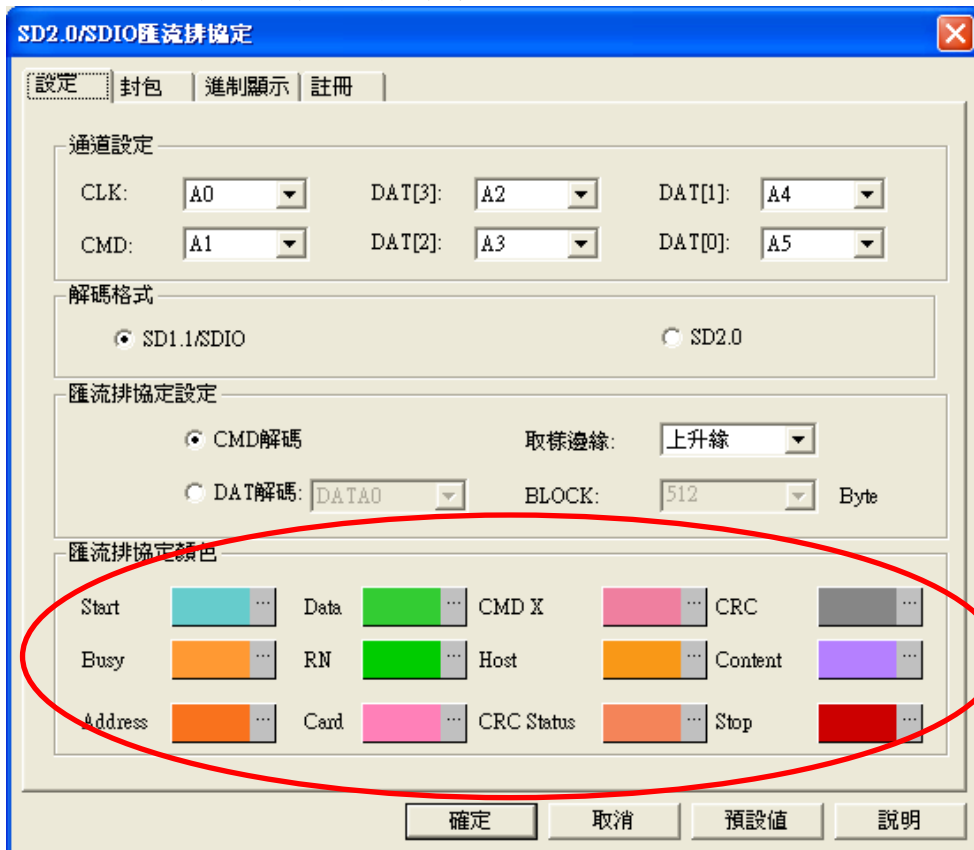 SD2.0/SDIO匯流排協定
設定 封包 進制顯示 註冊
通道設定
CLK: A0 DAT[3]: A2 DAT[1]: A4
CMD: A1 DAT[2]: A3 DAT[0]: A5
解碼格式
SD1.1/SDIO SD2.0
匯流排協定設定
CMD解碼 取樣邊緣: 上升緣
DAT解碼: DATA0 BLOCK: 512 Byte
匯流排協定顏色
Start ... Data ... CMD X ... CRC ...
Busy ... RN ... Host ... Content ...
Address ... Card ... CRC Status ... Stop ...
確定 取消 預設值 說明